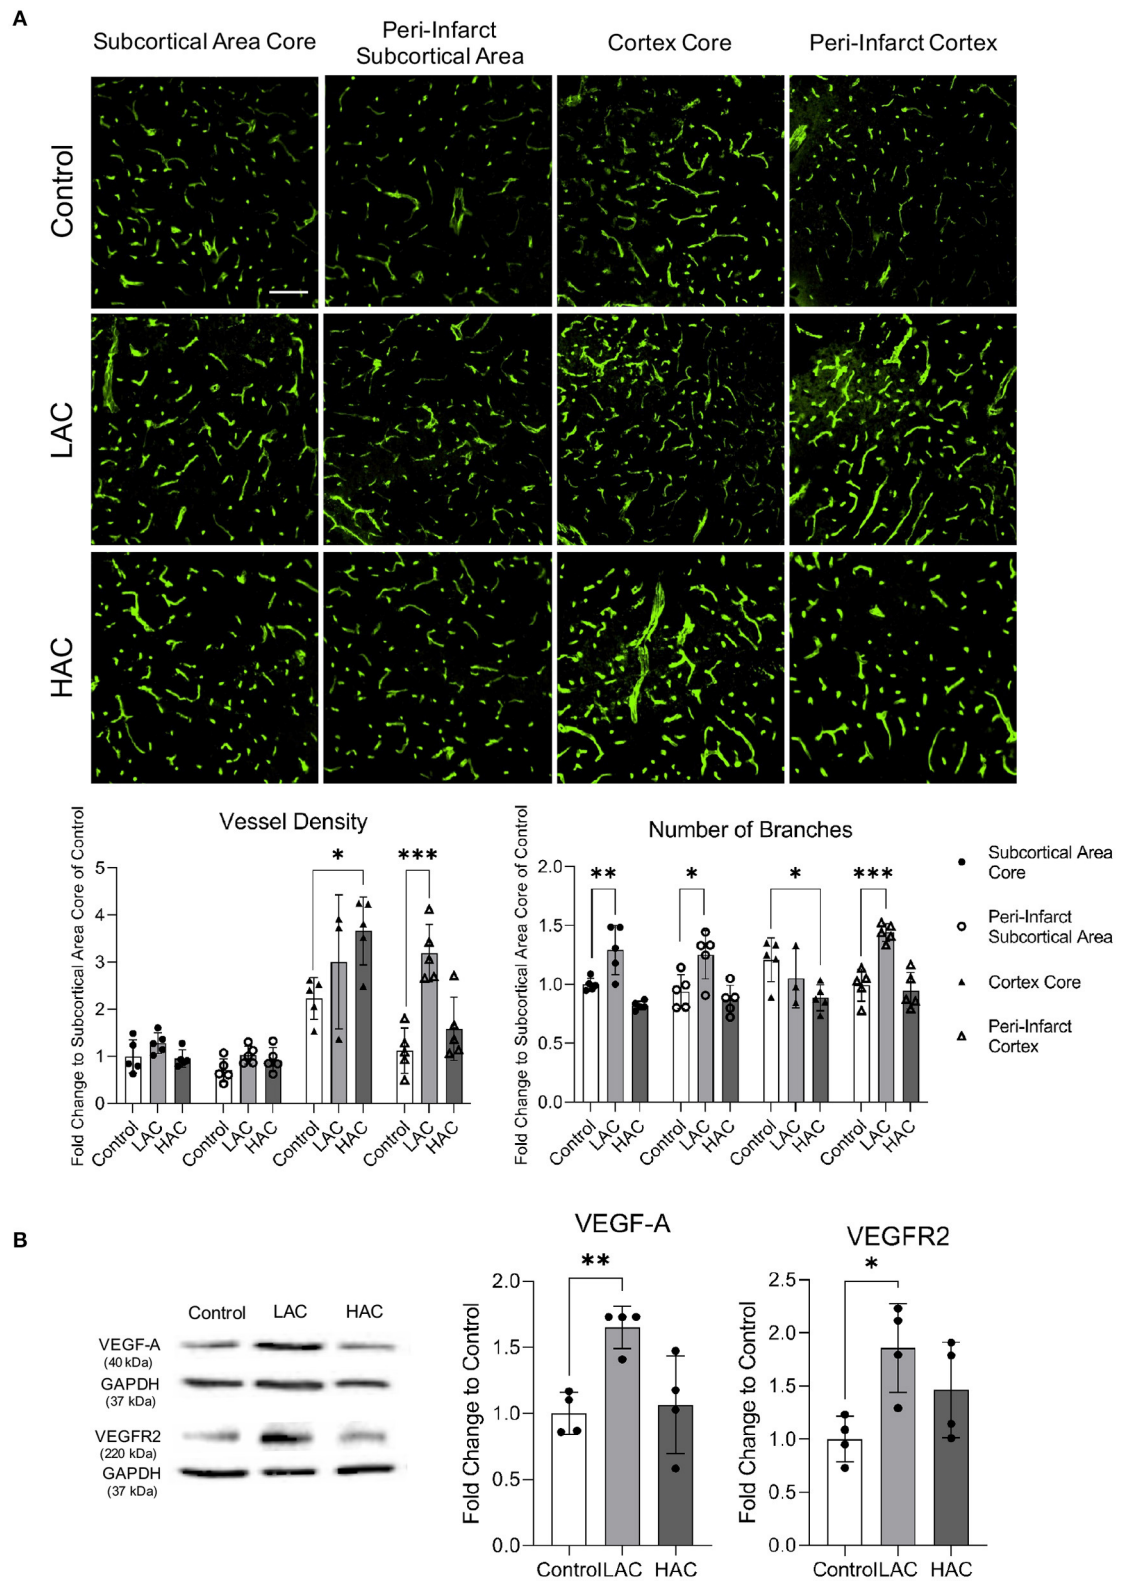 A
Subcortical Area Core
Peri-Infarct
Subcortical Area
Cortex Core
Peri-Infarct Cortex
Control
LAC
HAC
Vessel Density
Fold Change to Subcortical Area Core of Control
5
4
3
2
1
0
*
***
Control
LAC
HAC
Control
LAC
HAC
Control
LAC
HAC
Control
LAC
HAC
Number of Branches
Fold Change to Subcortical Area Core of Control
2.0
1.5
1.0
0.5
0.0
**
*
*
***
Control
LAC
HAC
Control
LAC
HAC
Control
LAC
HAC
Control
LAC
HAC
Subcortical Area
Core
Peri-Infarct
Subcortical Area
Cortex Core
Peri-Infarct
Cortex
B
Control LAC HAC
VEGF-A
(40 kDa)
GAPDH
(37 kDa)
VEGFR2
(220 kDa)
GAPDH
(37 kDa)
VEGF-A
Fold Change to Control
2.0
1.5
1.0
0.5
0.0
**
Control LAC HAC
VEGFR2
Fold Change to Control
2.5
2.0
1.5
1.0
0.5
0.0
*
Control LAC HAC